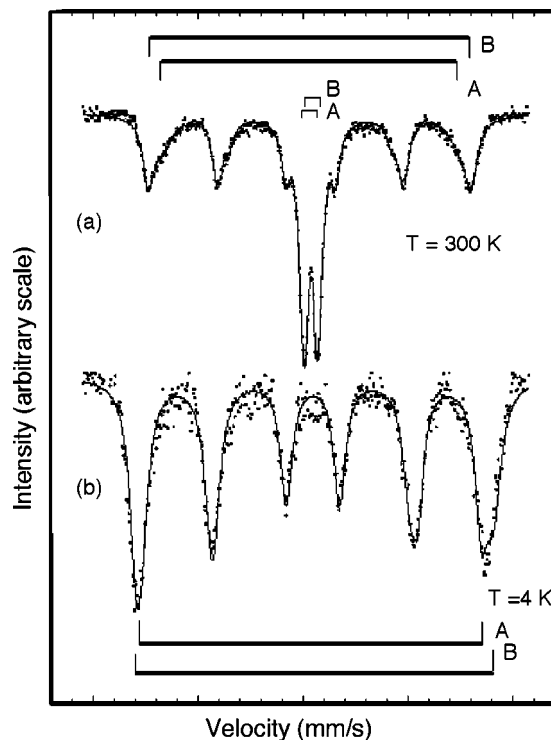 B
A
B
A
(a)
T = 300 K
Intensity (arbitrary scale)
(b)
T =4 K
A
B
Velocity (mm/s)